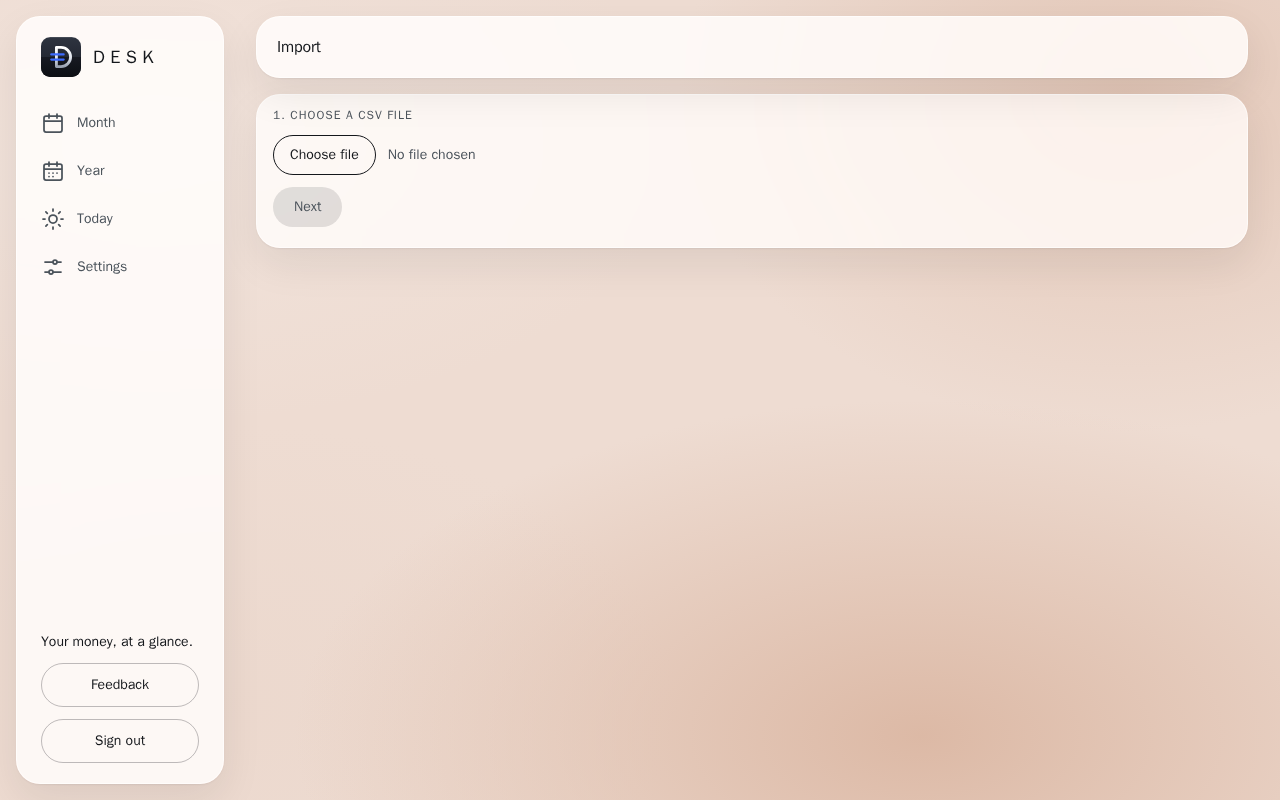 DESK
Month
Year
Today
Settings
Your money, at a glance.
Feedback
Sign out
Import
1. CHOOSE A CSV FILE
Choose file No file chosen
Next